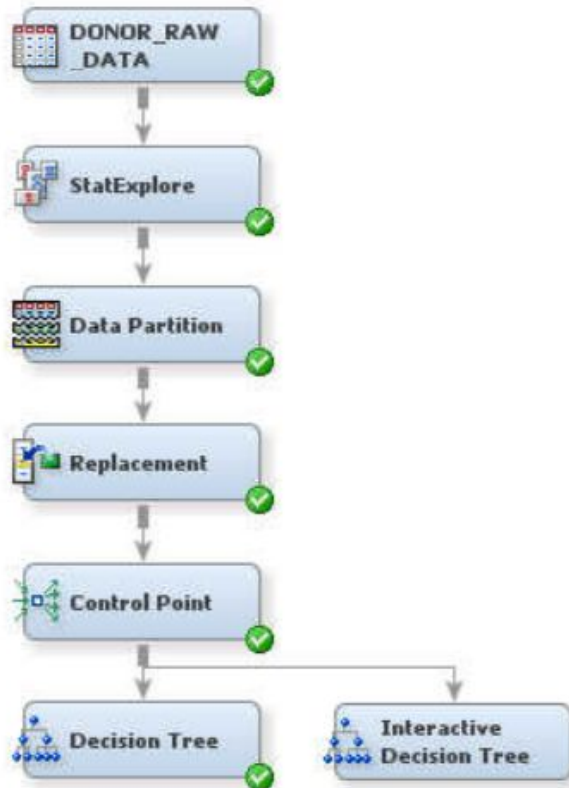 DONOR_RAW
_DATA
StatExplore
Data Partition
Replacement
Control Point
Decision Tree
Interactive
Decision Tree